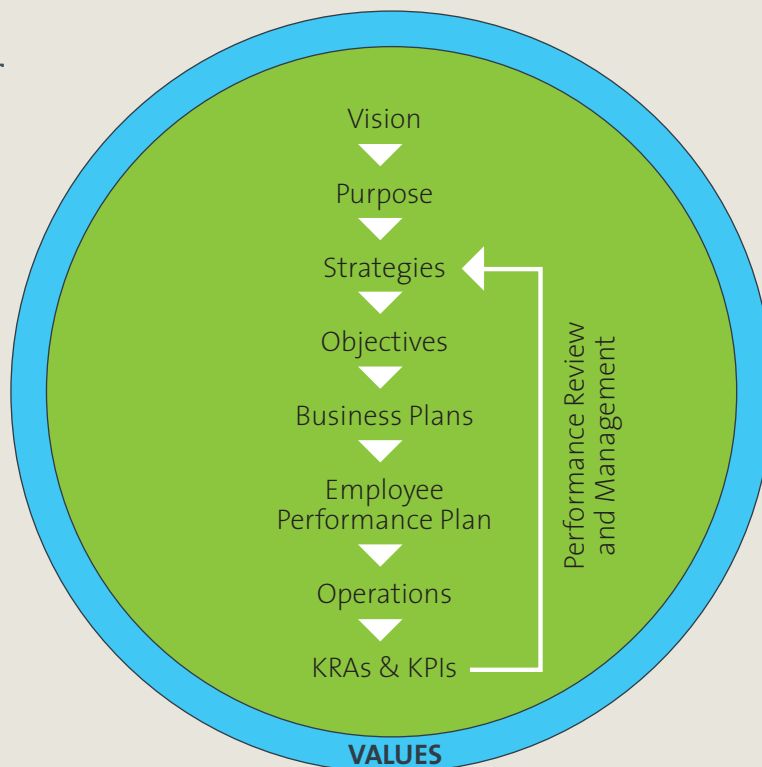 Vision
Purpose
Strategies
Objectives
Business Plans
Employee
Performance Plan
Operations
KRAs & KPIs
Performance Review
and Management
VALUES